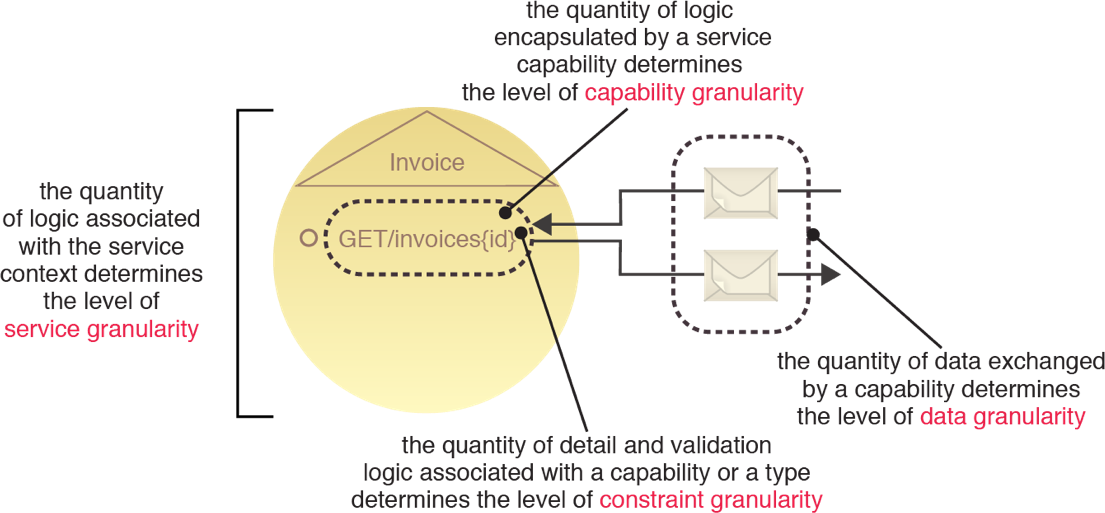 the quantity of logic
encapsulated by a service
capability determines
the level of capability granularity
Invoice
GET/invoices{id}
the quantity
of logic associated
with the service
context determines
the level of
service granularity
the quantity of data exchanged
by a capability determines
the level of data granularity
the quantity of detail and validation
logic associated with a capability or a type
determines the level of constraint granularity